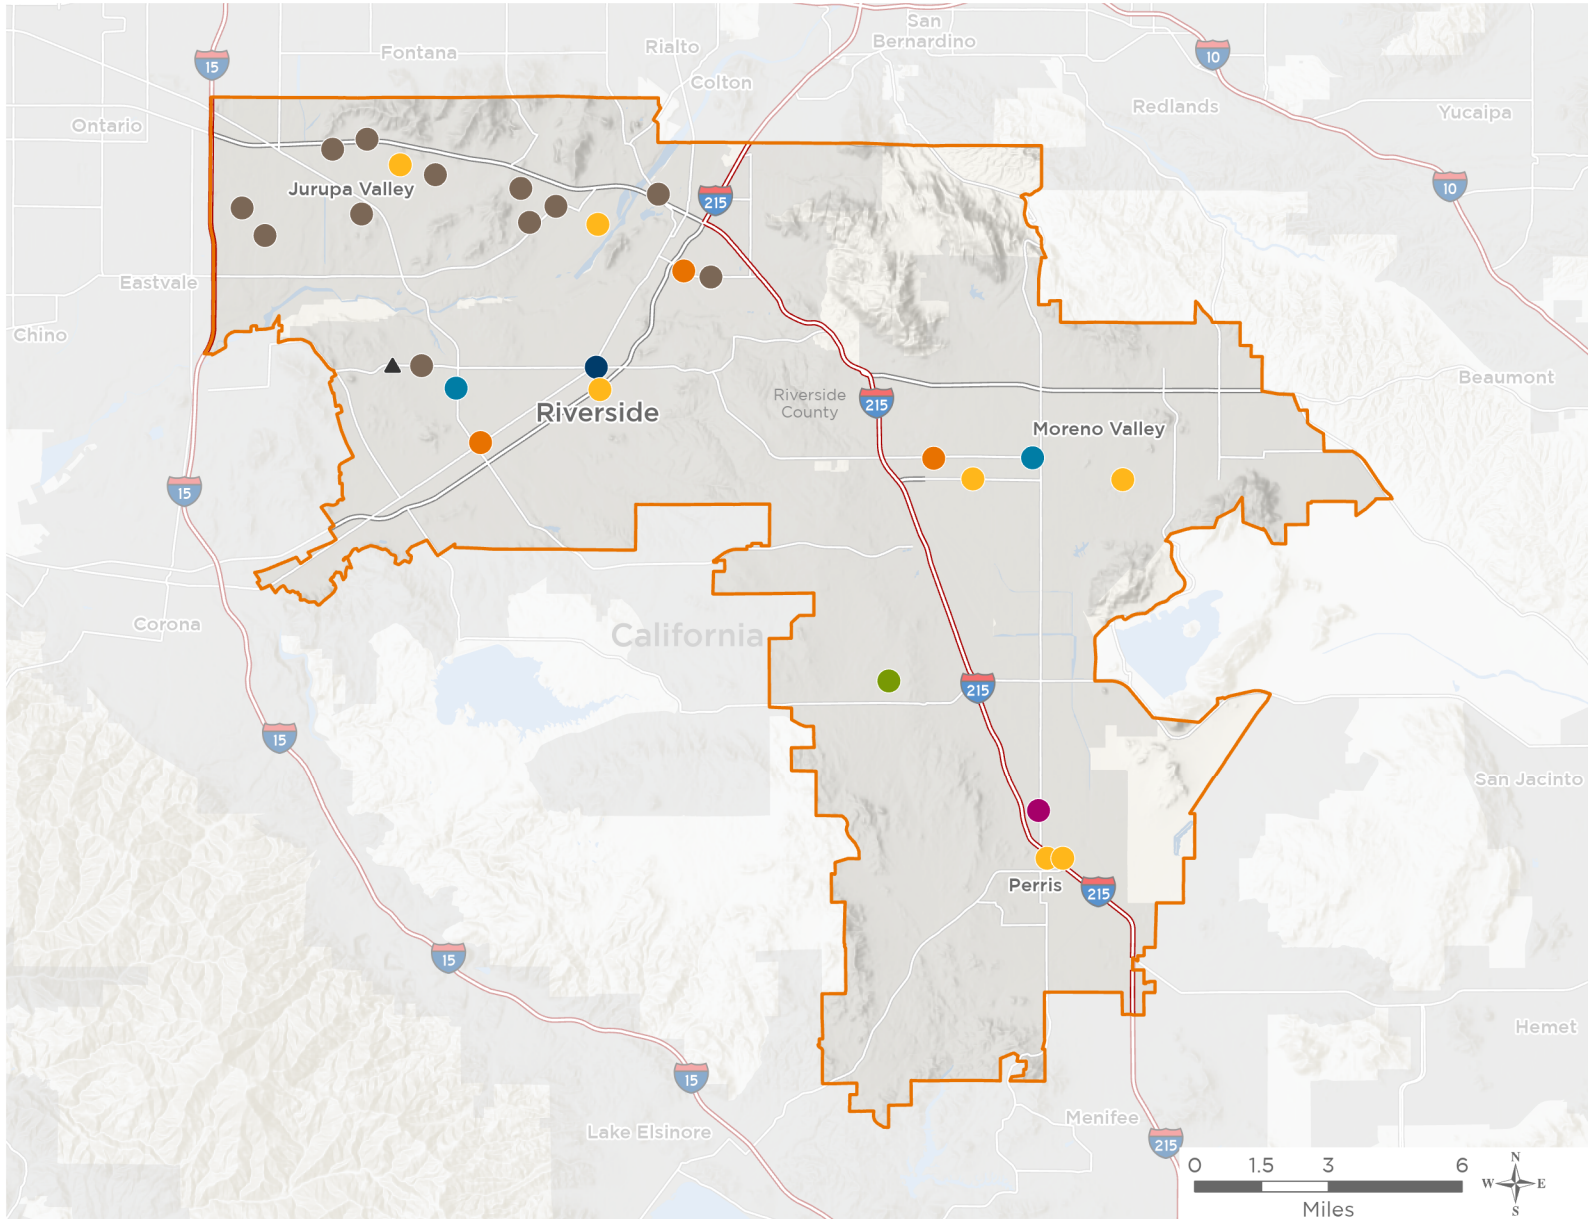 San
Bernardino
Rialto
Fontana
15
10
Colton
Redlands
Yucaipa
Ontario
Jurupa Valley
215
10
Eastvale
Chino
Beaumont
Riverside
County
215
Riverside
Moreno Valley
15
Corona
California
215
15
San Jacinto
Perris
215
15
Hemet
15
Menifee
Lake Elsinore
215
0 1.5 3 6
Miles
N
W E
S